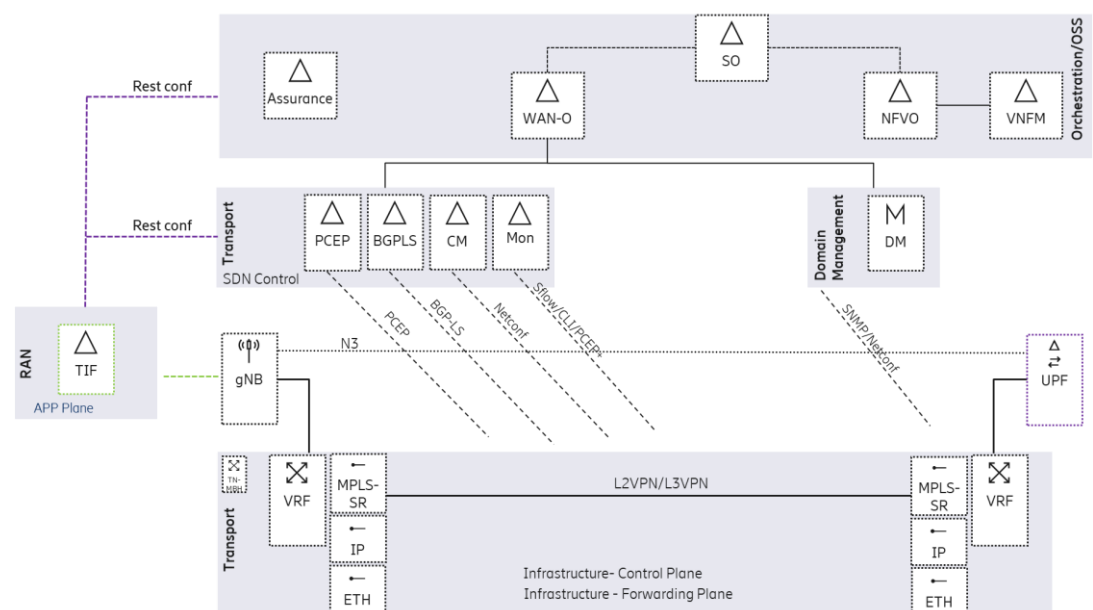 SO
Assurance
WAN-O
NFVO
VNFM
Orchestration/OSS
Rest conf
Rest conf
Transport
PCEP
BGPLS
CM
Mon
SDN Control
Domain
Management
DM
PCEP
BGP-LS
Netconf
Sflow/CLI/PCEP+
SNMP/Netconf
RAN
TIF
APP Plane
gNB
N3
UPF
TN-
MBH
Transport
VRF
MPLS-
SR
IP
ETH
L2VPN/L3VPN
MPLS-
SR
IP
ETH
VRF
Infrastructure- Control Plane
Infrastructure - Forwarding Plane